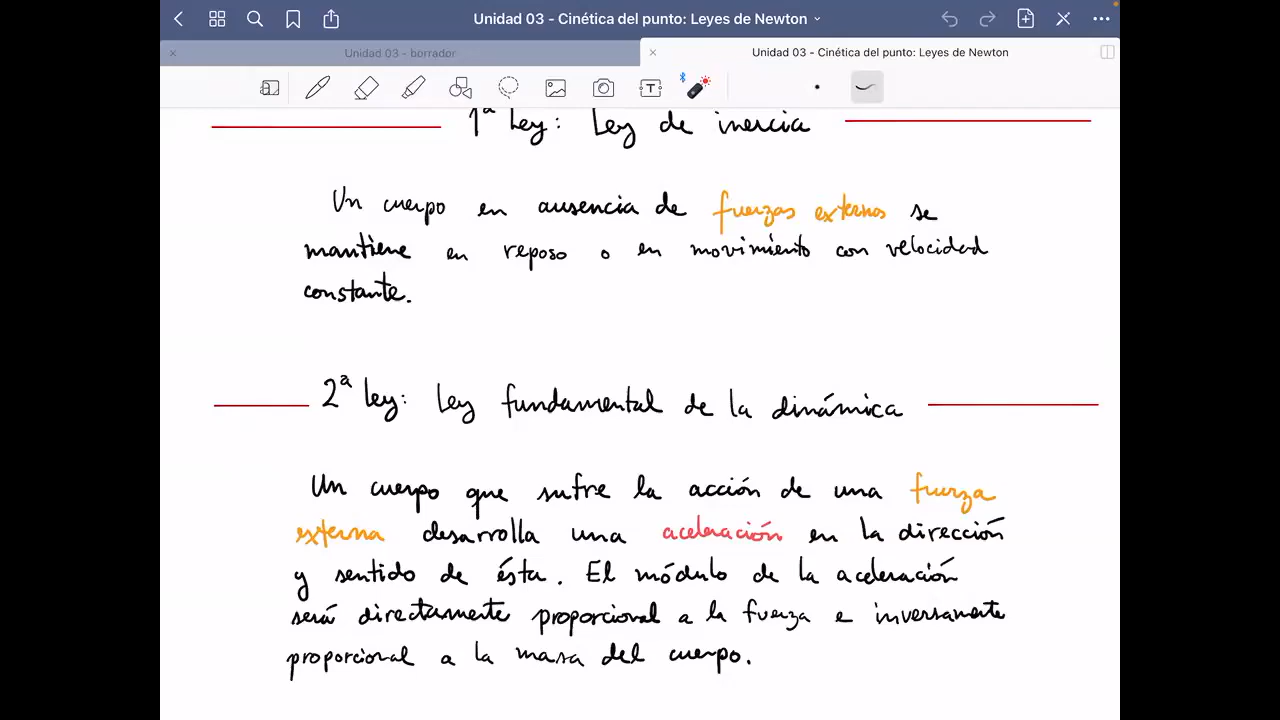 Unidad 03 - Cinética del punto: Leyes de Newton
Unidad 03 - borrador
Unidad 03 - Cinética del punto: Leyes de Newton
1ª Ley: Ley de inercia
Un cuerpo en ausencia de fuerzas externas se
mantiene en reposo o en movimiento con velocidad
constante.
2ª Ley: Ley fundamental de la dinámica
Un cuerpo que sufre la acción de una fuerza
externa desarrolla una aceleración en la dirección
y sentido de ésta. El módulo de la aceleración
será directamente proporcional a la fuerza e inversamente
proporcional a la masa del cuerpo.